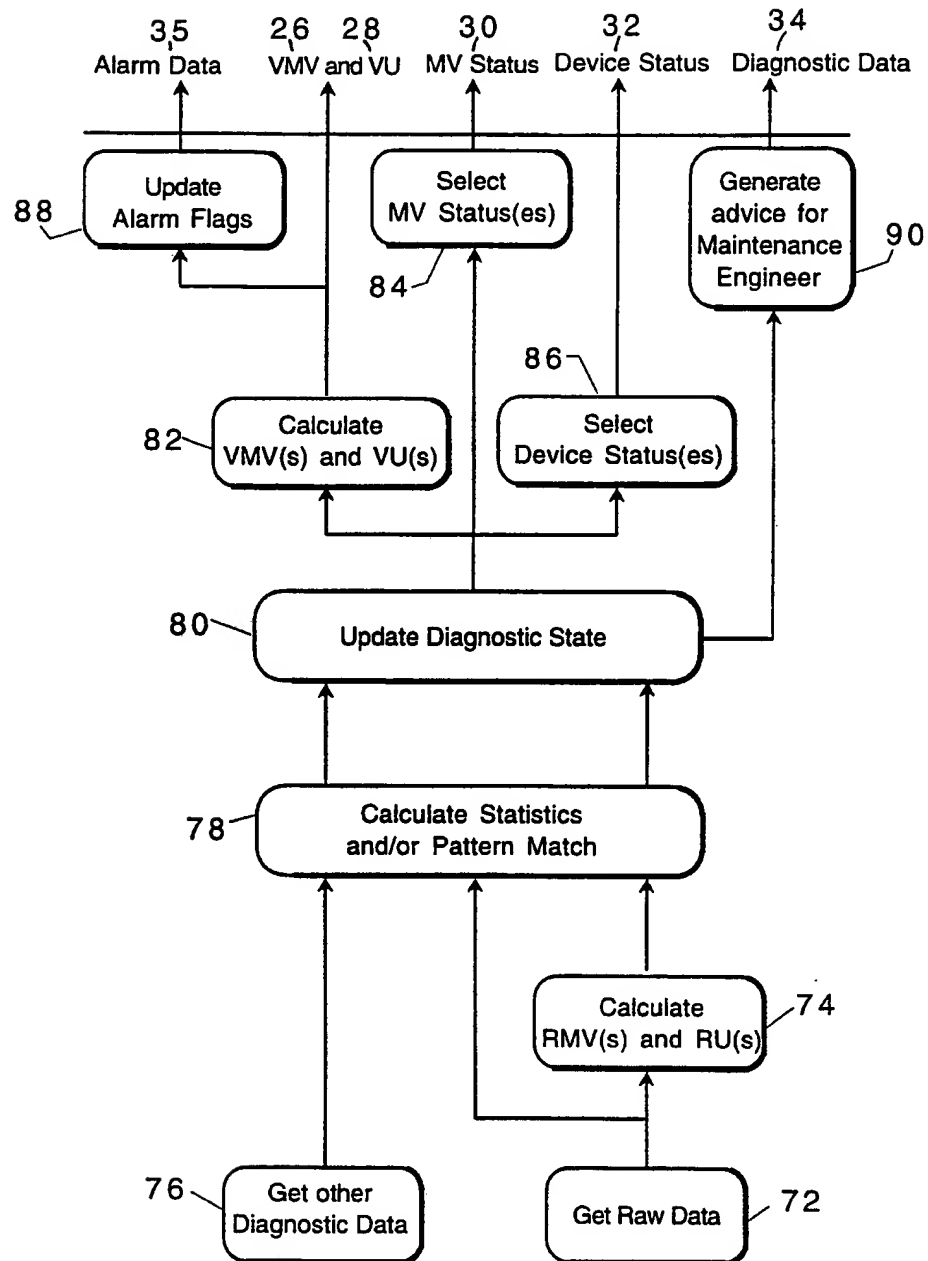 35 26 28 30 32 34
Alarm Data VMV and VU MV Status Device Status Diagnostic Data
Update
Alarm Flags
88
Select
MV Status(es)
84
Generate
advice for
Maintenance
Engineer
90
86
82
Calculate
VMV(s) and VU(s)
Select
Device Status(es)
80
Update Diagnostic State
78
Calculate Statistics
and/or Pattern Match
Calculate
RMV(s) and RU(s)
74
76
Get other
Diagnostic Data
Get Raw Data
72